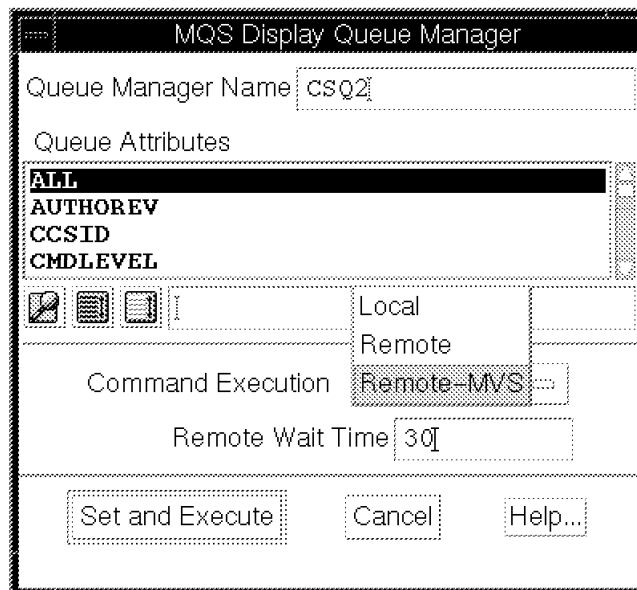 MQS Display Queue Manager
Queue Manager Name CSQ2
Queue Attributes
ALL
AUTHOREV
CCSID
CMDLEVEL
Local
Remote
Command Execution Remote-MVS
Remote Wait Time 30
Set and Execute Cancel Help...